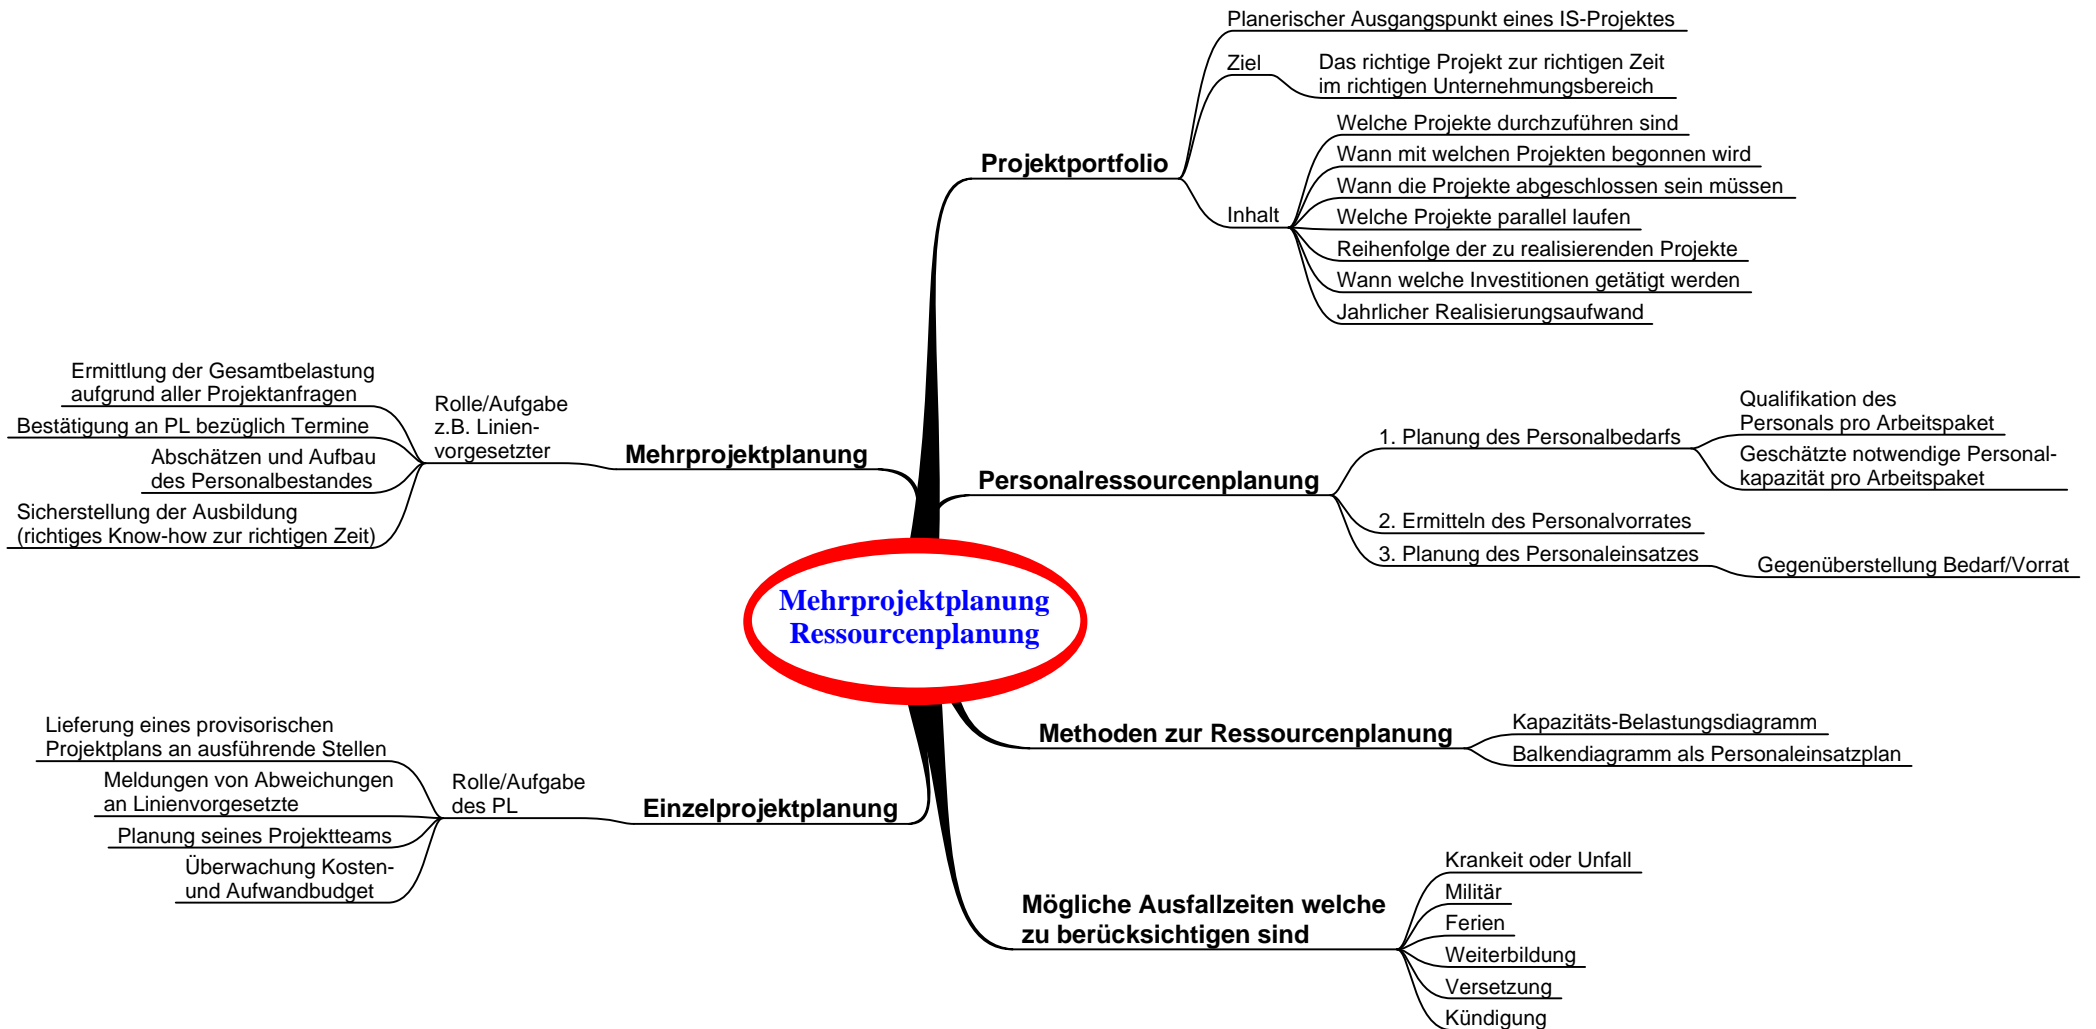 Planerischer Ausgangspunkt eines IS-Projektes
Ziel
Das richtige Projekt zur richtigen Zeit
im richtigen Unternehmungsbereich
Projektportfolio
Inhalt
Welche Projekte durchzuführen sind
Wann mit welchen Projekten begonnen wird
Wann die Projekte abgeschlossen sein müssen
Welche Projekte parallel laufen
Reihenfolge der zu realisierenden Projekte
Wann welche Investitionen getätigt werden
Jahrlicher Realisierungsaufwand
Ermittlung der Gesamtbelastung
aufgrund aller Projektanfragen
Bestätigung an PL bezüglich Termine
Abschätzen und Aufbau
des Personalbestandes
Sicherstellung der Ausbildung
(richtiges Know-how zur richtigen Zeit)
Rolle/Aufgabe
z.B. Linien-
vorgesetzter
Mehrprojektplanung
Personalressourcenplanung
1. Planung des Personalbedarfs
Qualifikation des
Personals pro Arbeitspaket
Geschätzte notwendige Personal-
kapazität pro Arbeitspaket
2. Ermitteln des Personalvorrates
3. Planung des Personaleinsatzes
Gegenüberstellung Bedarf/Vorrat
Mehrprojektplanung
Ressourcenplanung
Lieferung eines provisorischen
Projektplans an ausführende Stellen
Meldungen von Abweichungen
an Linienvorgesetzte
Planung seines Projektteams
Überwachung Kosten-
und Aufwandbudget
Rolle/Aufgabe
des PL
Einzelprojektplanung
Methoden zur Ressourcenplanung
Kapazitäts-Belastungsdiagramm
Balkendiagramm als Personaleinsatzplan
Mögliche Ausfallzeiten welche
zu berücksichtigen sind
Krankeit oder Unfall
Militär
Ferien
Weiterbildung
Versetzung
Kündigung